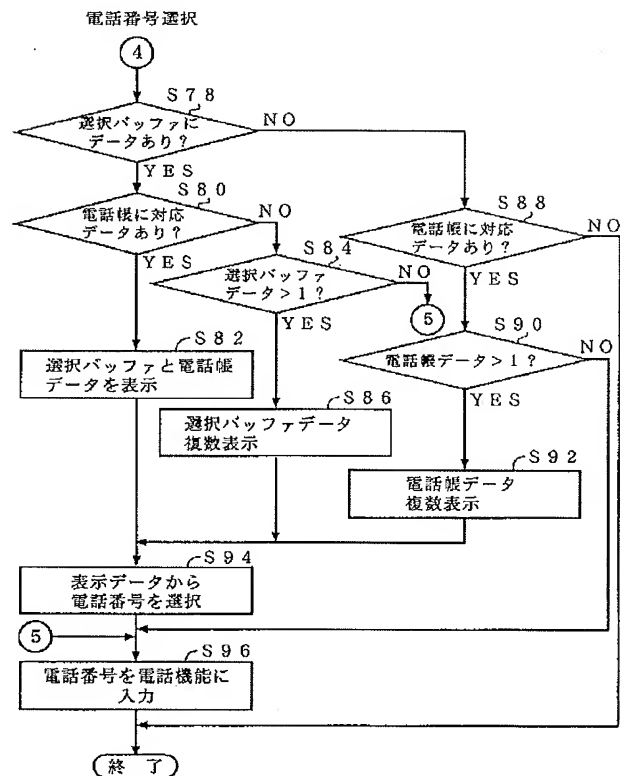 電話番号選択
4
S78
選択バッファに
データあり?
NO
YES
S80
電話帳に対応
データあり?
NO
YES
S88
電話帳に対応
データあり?
NO
YES
S84
選択バッファ
データ>1?
NO
YES
5
S82
選択バッファと電話帳
データを表示
S90
電話帳データ>1?
NO
YES
S86
選択バッファデータ
複数表示
S92
電話帳データ
複数表示
S94
表示データから
電話番号を選択
5
S96
電話番号を電話機能に
入力
終 了